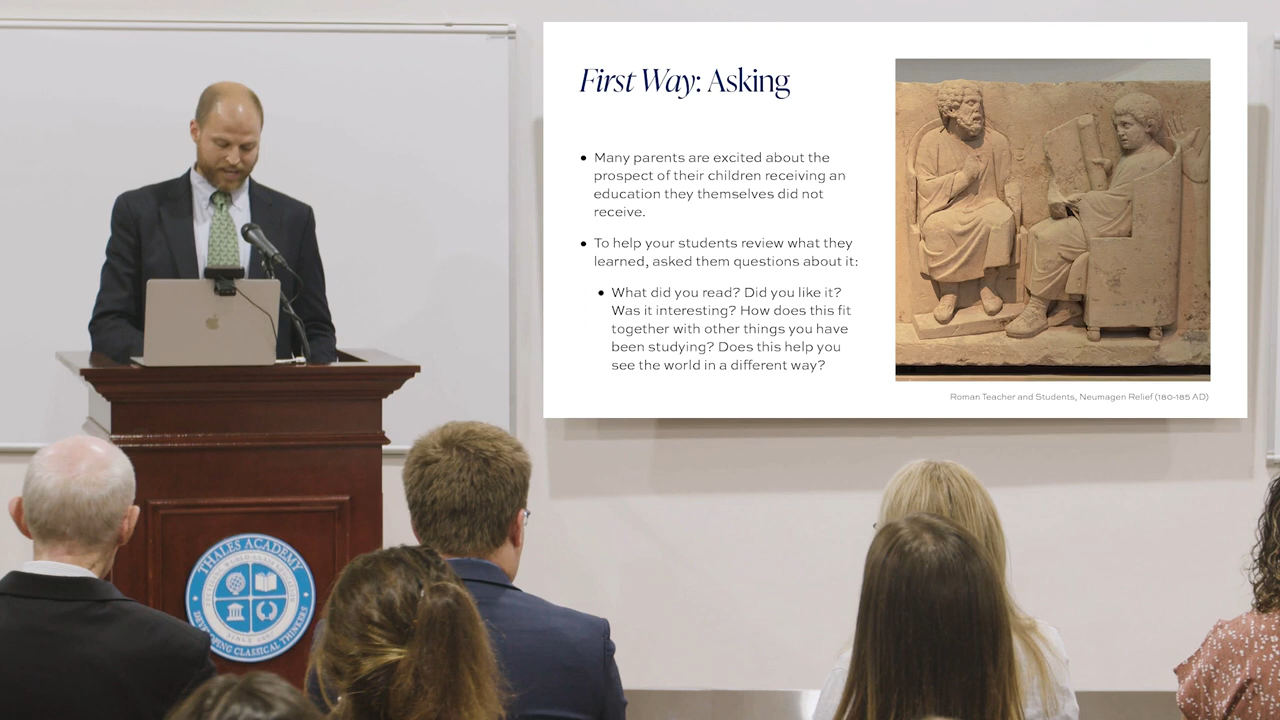 First Way: Asking
• Many parents are excited about the
prospect of their children receiving an
education they themselves did not
receive.
• To help your students review what they
learned, asked them questions about it:
• What did you read? Did you like it?
Was it interesting? How does this fit
together with other things you have
been studying? Does this help you
see the world in a different way?
Roman Teacher and Students, Neumagen Relief (180-185 AD)
THALES ACADEMY
DEVELOPING CLASSICAL THINKERS